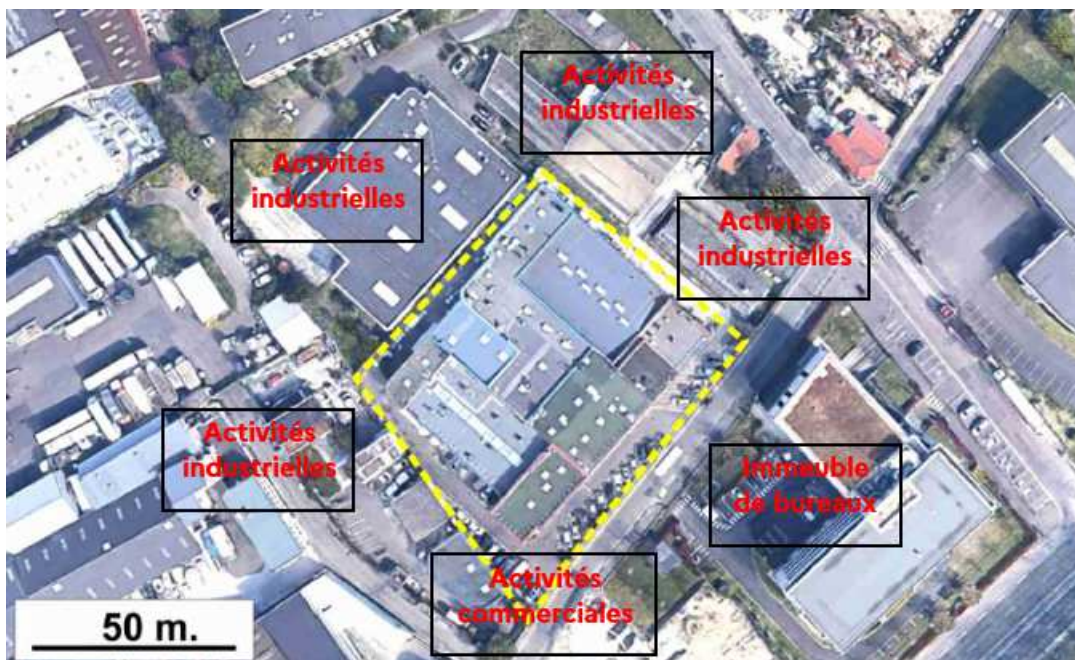 Activités
industrielles
Activités
industrielles
Activités
industrielles
Activités
industrielles
Immeuble
de bureaux
Activités
commerciales
50 m.